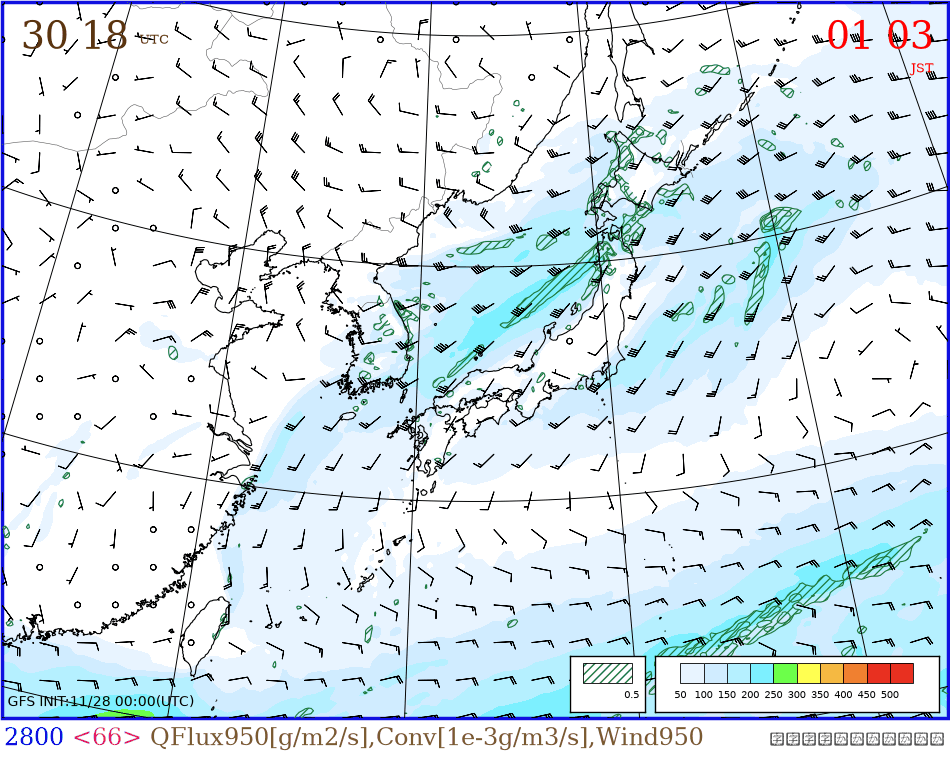 30 18 UTC 01 03
JST
0.5
50 100 150 200 250 300 350 400 450 500
GFS INIT:11/28 00:00(UTC)
2800 <66> QFlux950[g/m2/s],Conv[1e-3g/m3/s],Wind950